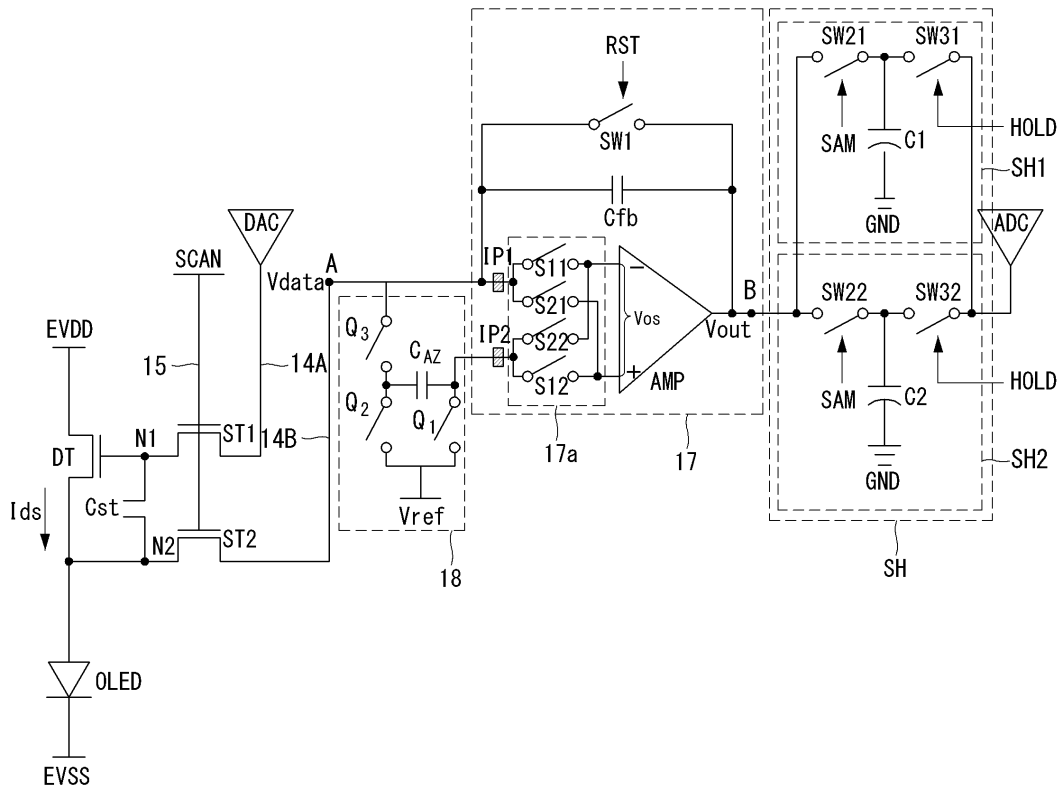 SW21 SW31
RST
SW1
SAM C1 HOLD
SH1
GND
Cfb
DAC ADC
SCAN
Vdata A IP1 S11 −
S21
B
SW22 SW32
Vos Vout
IP2 S22
S12 + AMP
EVDD
15 14A
Q3 CAZ
Q2 Q1
14B
17a 17
SAM C2 HOLD
N1 ST1
DT
GND SH2
Ids Cst
Vref
N2 ST2
18 SH
OLED
EVSS